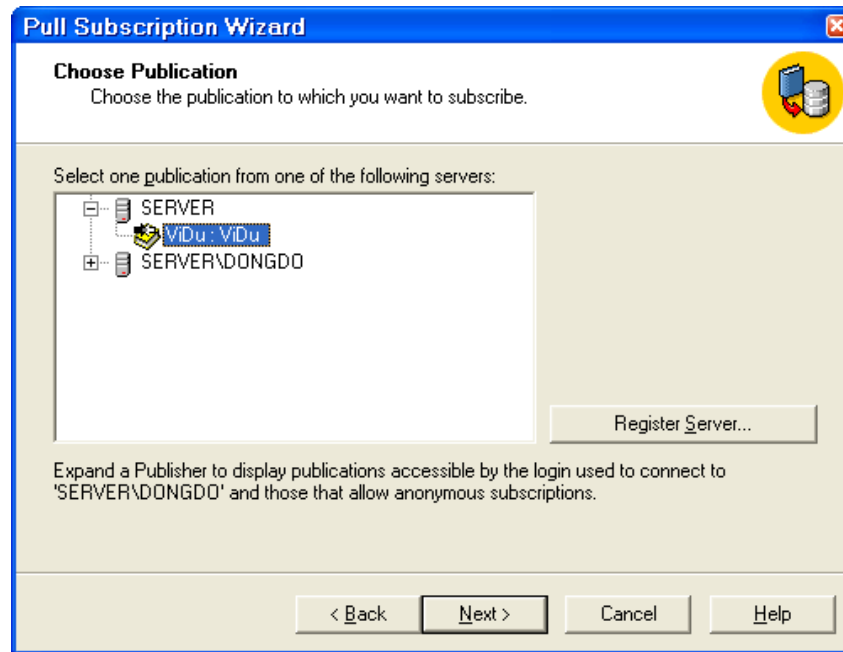 Pull Subscription Wizard
Choose Publication
Choose the publication to which you want to subscribe.
Select one publication from one of the following servers:
SERVER
ViDu : ViDu
SERVER\DONGDO
Register Server...
Expand a Publisher to display publications accessible by the login used to connect to
'SERVER\DONGDO' and those that allow anonymous subscriptions.
< Back
Next >
Cancel
Help